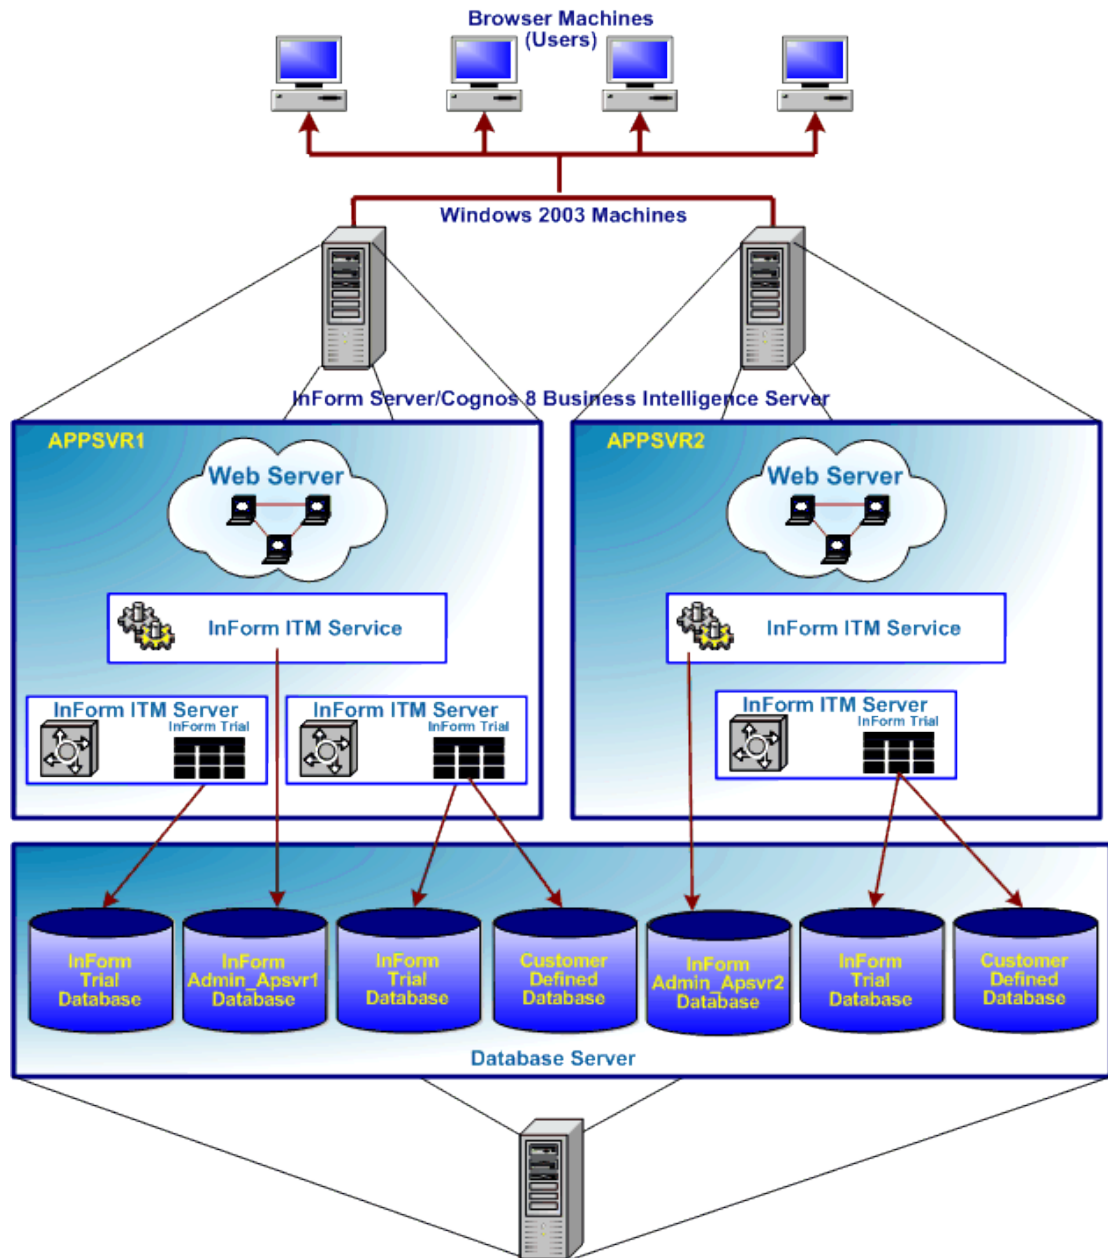 Browser Machines
(Users)
Windows 2003 Machines
InForm Server/Cognos 8 Business Intelligence Server
APPSVR1
Web Server
InForm ITM Service
InForm ITM Server
InForm Trial
InForm ITM Server
InForm Trial
APPSVR2
Web Server
InForm ITM Service
InForm ITM Server
InForm Trial
InForm
Trial
Database
InForm
Admin_Apsvr1
Database
InForm
Trial
Database
Customer
Defined
Database
InForm
Admin_Apsvr2
Database
InForm
Trial
Database
Customer
Defined
Database
Database Server